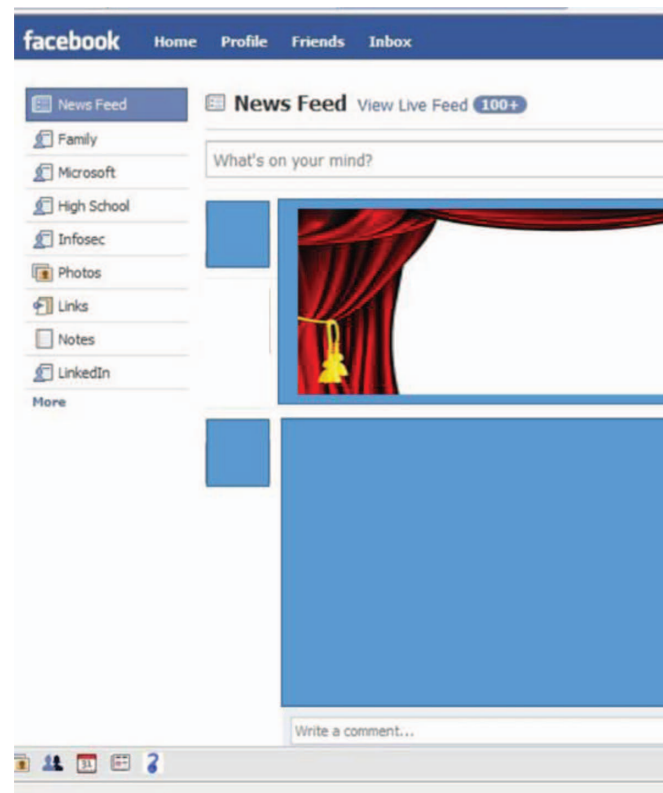 facebook Home Profile Friends Inbox
News Feed
Family
Microsoft
High School
Infosec
Photos
Links
Notes
LinkedIn
More
News Feed View Live Feed 100+
What's on your mind?
Write a comment...
31